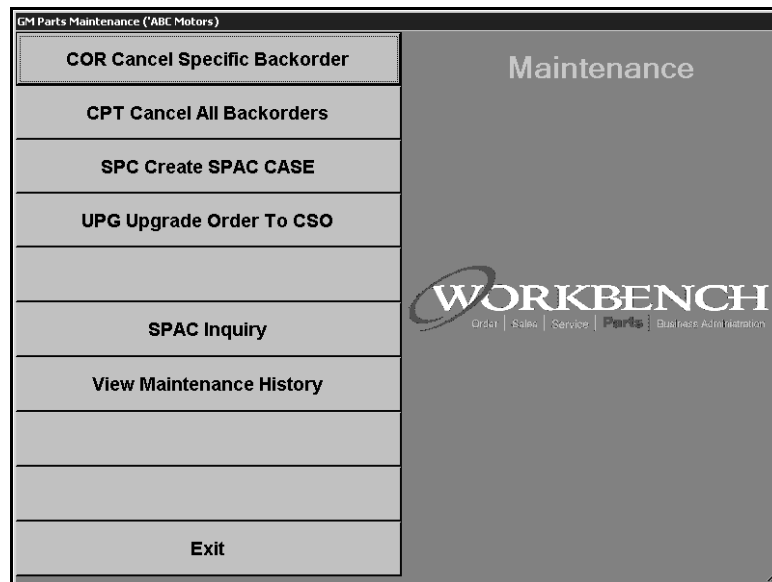 GM Parts Maintenance ('ABC Motors)
COR Cancel Specific Backorder
CPT Cancel All Backorders
SPC Create SPAC CASE
UPG Upgrade Order To CSO
SPAC Inquiry
View Maintenance History
Exit
Maintenance
WORKBENCH
Order | Sales | Service | Parts | Business Administration